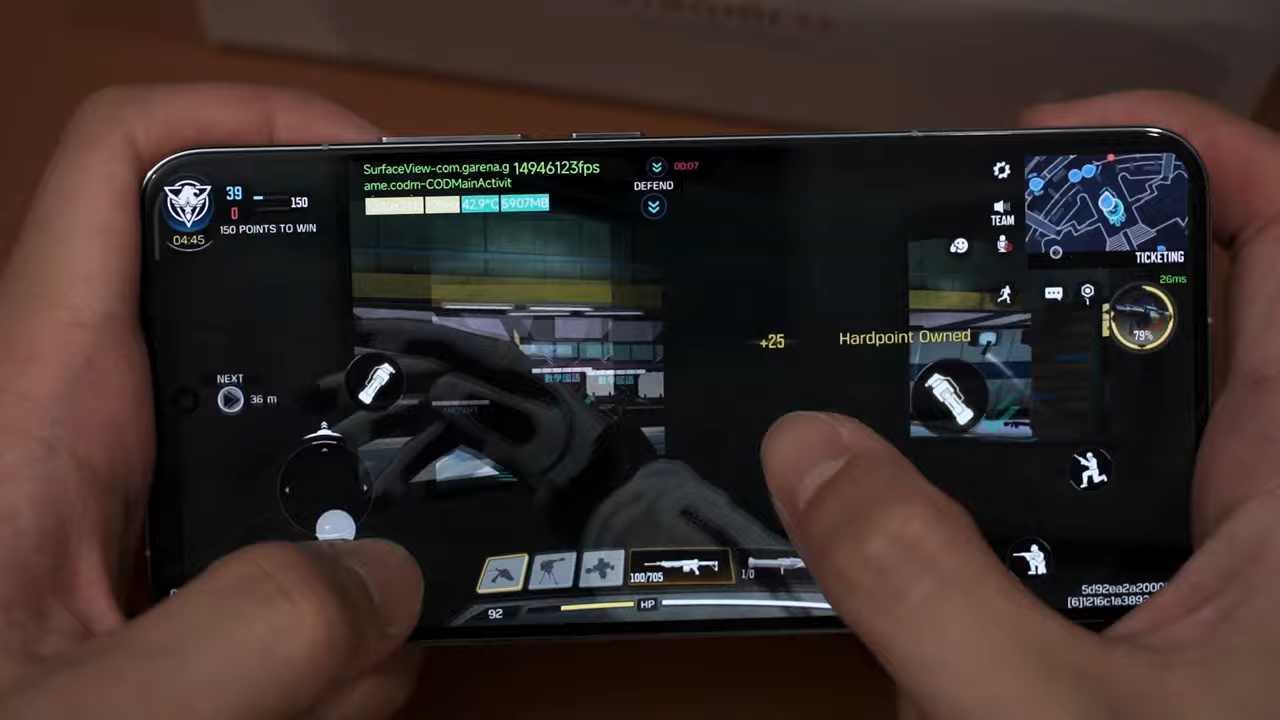 SurfaceView-com.garena.g 14946123fps
ame.codm-CODMainActivit
42.9°C 5907MB
39
0
150
04:45
150 POINTS TO WIN
00:07
DEFEND
TEAM
TICKETING
26ms
79%
+25
Hardpoint Owned
NEXT
36 m
100/705
1/0
92
HP